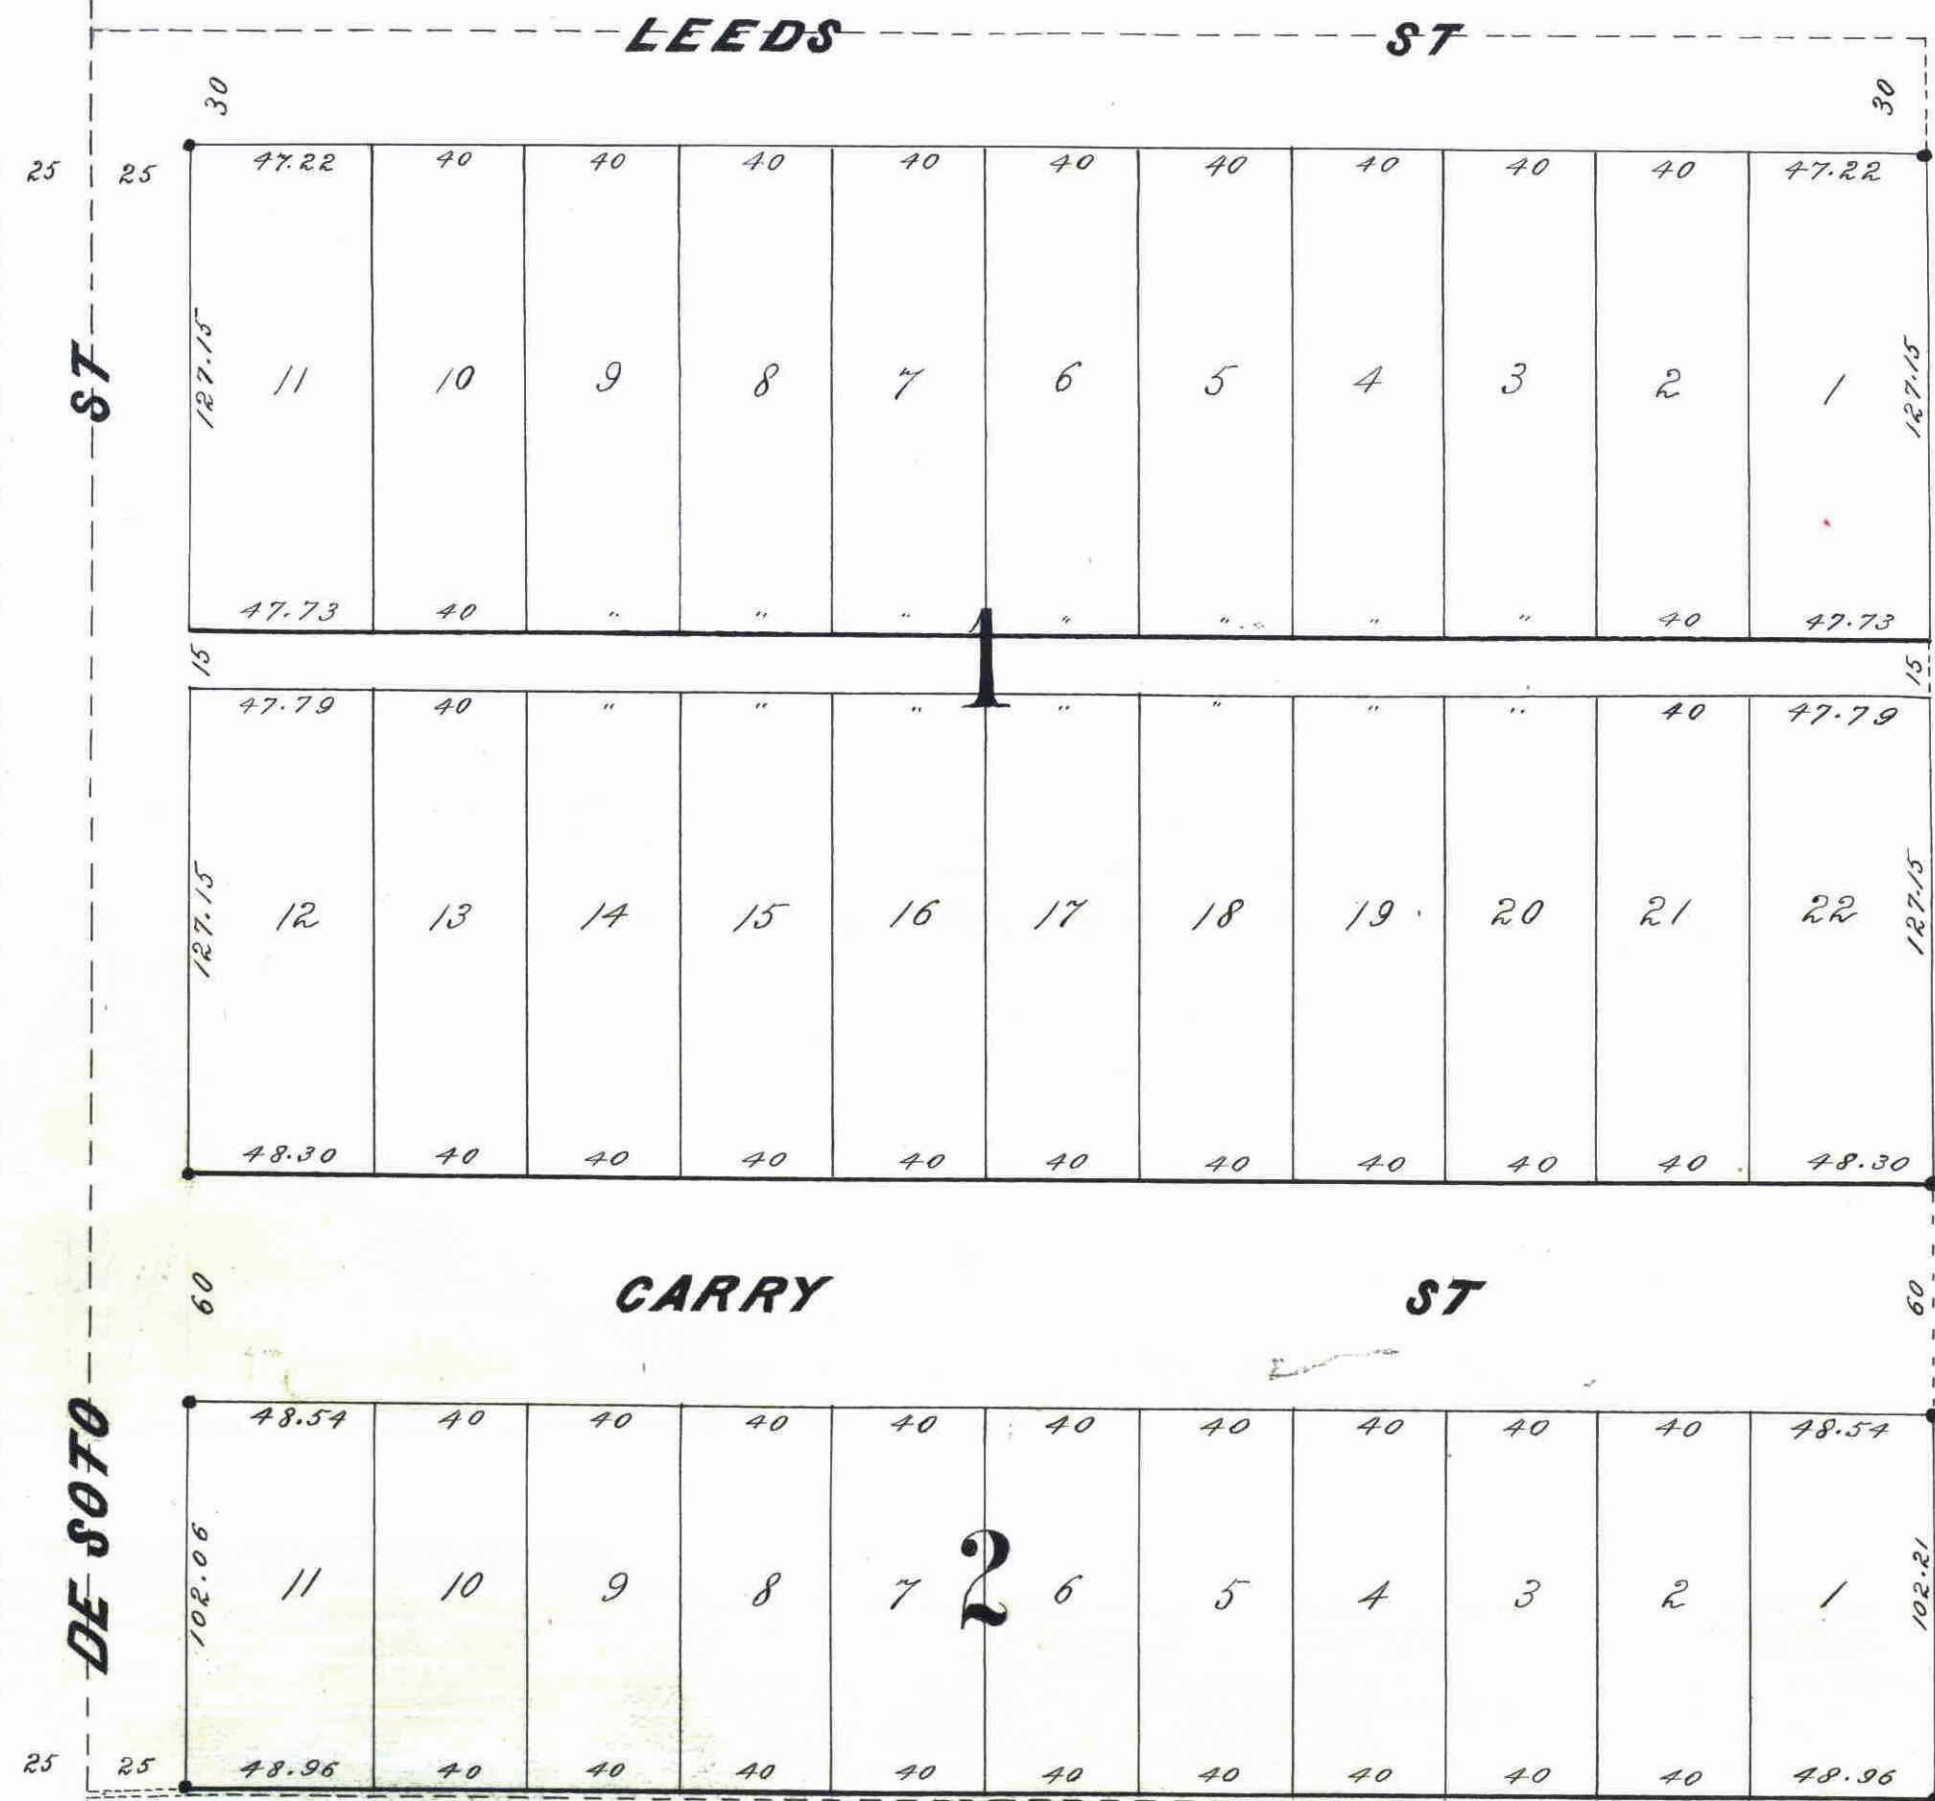 LEEDS ST
30 30
25 25 47.22 40 40 40 40 40 40 40 40 40 47.22
ST
127.15 11 10 9 8 7 6 5 4 3 2 1 127.15
47.73 40 " " " " " " " 40 47.73
15 1 15
47.79 40 " " " " " " " 40 47.79
127.15 12 13 14 15 16 17 18 19 20 21 22 127.15
48.30 40 40 40 40 40 40 40 40 40 48.30
60 CARRY ST 60
48.54 40 40 40 40 40 40 40 40 40 48.54
DE SOTO
102.06 11 10 9 8 7 2 6 5 4 3 2 1 102.21
25 25 48.96 40 40 40 40 40 40 40 40 40 48.96